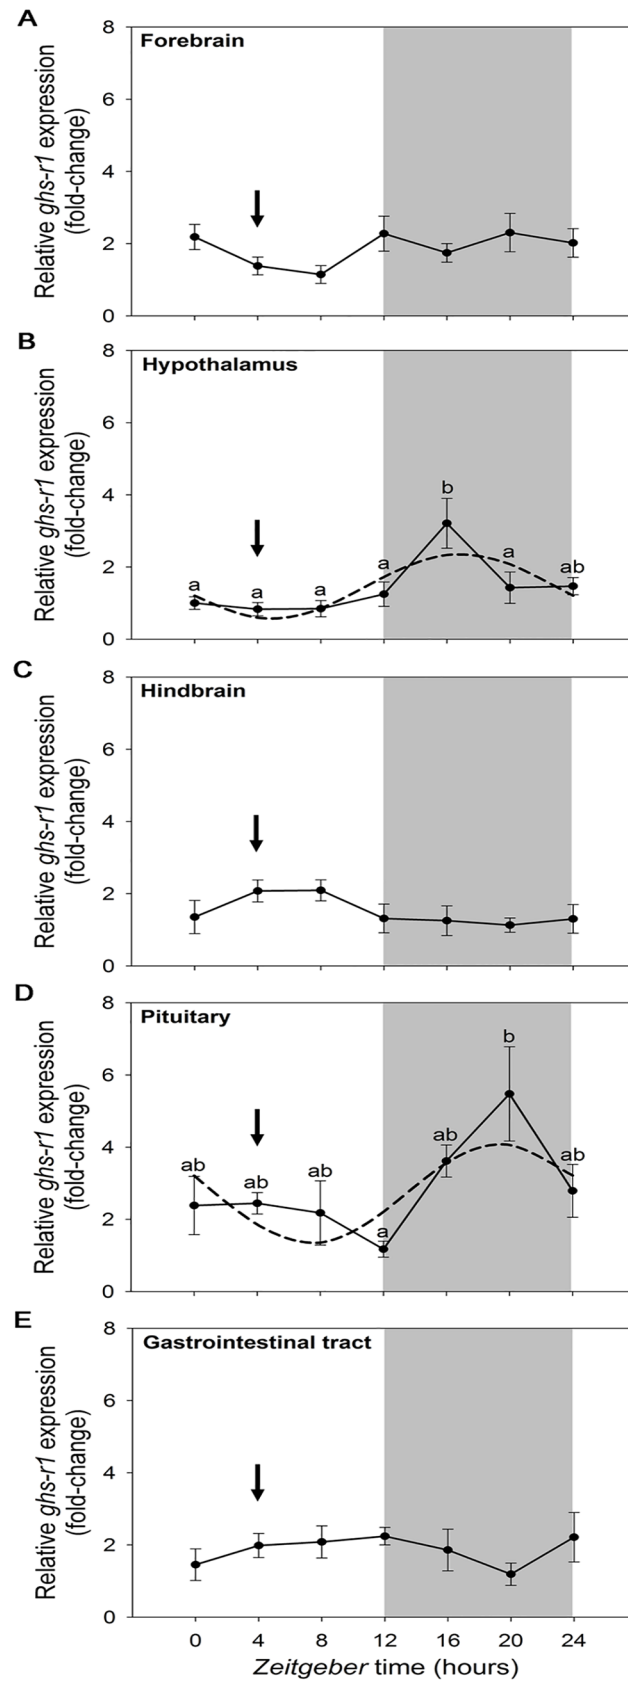 A
Forebrain
Relative ghs-r1 expression
(fold-change)
8
6
4
2
0
B
Hypothalamus
Relative ghs-r1 expression
(fold-change)
8
6
4
2
0
a
a
a
a
b
a
ab
C
Hindbrain
Relative ghs-r1 expression
(fold-change)
8
6
4
2
0
D
Pituitary
Relative ghs-r1 expression
(fold-change)
8
6
4
2
0
ab
ab
ab
a
ab
b
ab
E
Gastrointestinal tract
Relative ghs-r1 expression
(fold-change)
8
6
4
2
0
0 4 8 12 16 20 24
Zeitgeber time (hours)